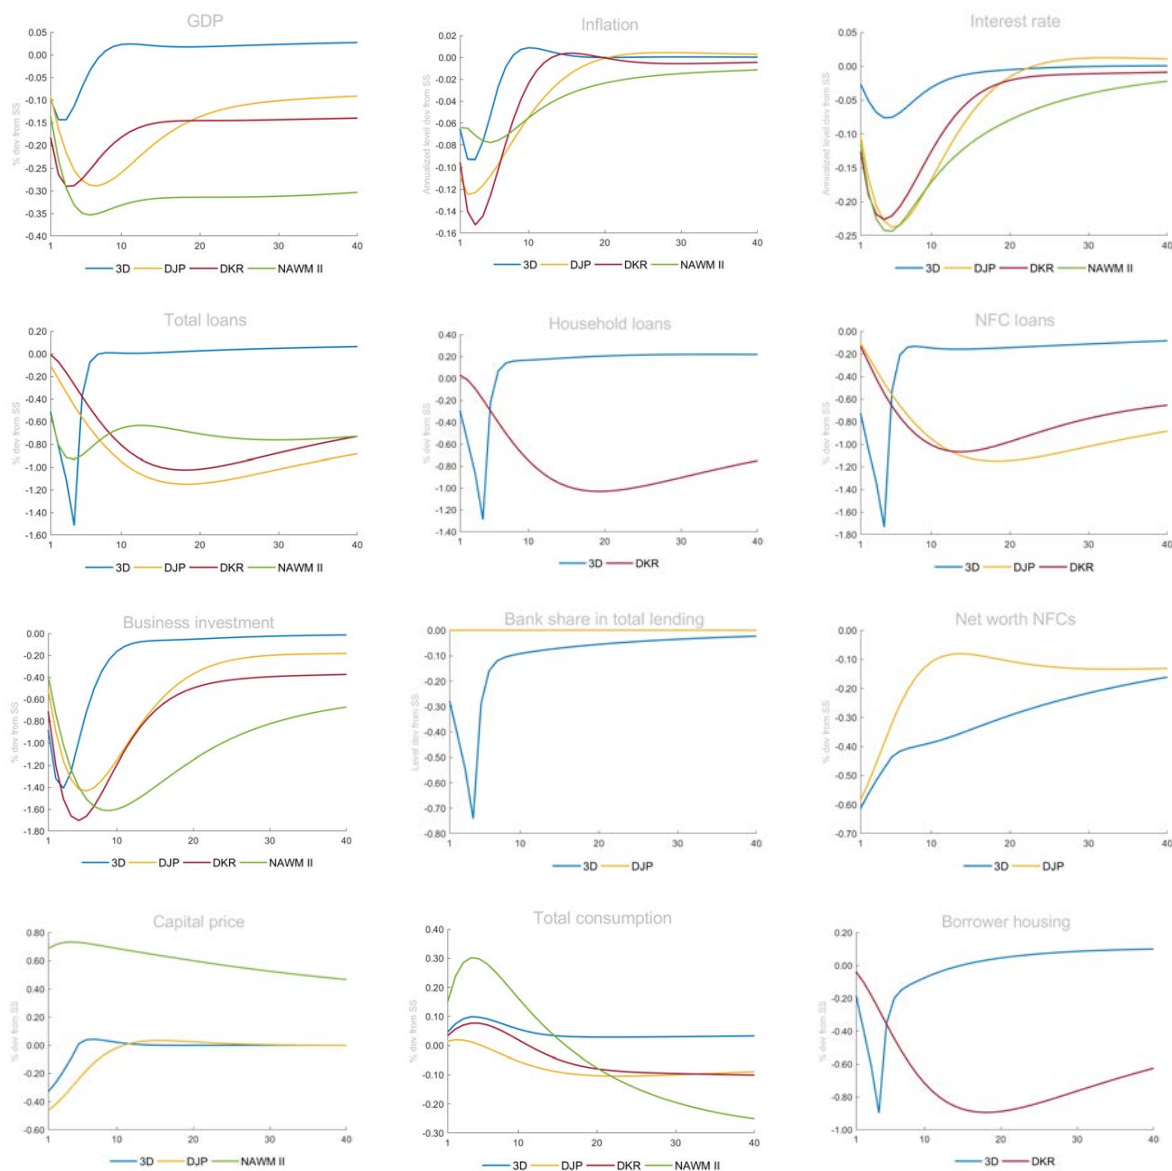 GDP
% dev from SS
0.05
0.00
-0.05
-0.10
-0.15
-0.20
-0.25
-0.30
-0.35
-0.40
1 10 20 30 40
3D DJP DKR NAWM II
Inflation
Annualized level dev from SS
0.02
0.00
-0.02
-0.04
-0.06
-0.08
-0.10
-0.12
-0.14
-0.16
1 10 20 30 40
3D DJP DKR NAWM II
Interest rate
Annualized level dev from SS
0.05
0.00
-0.05
-0.10
-0.15
-0.20
-0.25
1 10 20 30 40
3D DJP DKR NAWM II
Total loans
% dev from SS
0.20
0.00
-0.20
-0.40
-0.60
-0.80
-1.00
-1.20
-1.40
-1.60
1 10 20 30 40
3D DJP DKR NAWM II
Household loans
% dev from SS
0.40
0.20
0.00
-0.20
-0.40
-0.60
-0.80
-1.00
-1.20
-1.40
1 10 20 30 40
3D DKR
NFC loans
% dev from SS
0.00
-0.20
-0.40
-0.60
-0.80
-1.00
-1.20
-1.40
-1.60
-1.80
1 10 20 30 40
3D DJP DKR
Business investment
% dev from SS
0.00
-0.20
-0.40
-0.60
-0.80
-1.00
-1.20
-1.40
-1.60
-1.80
1 10 20 30 40
3D DJP DKR NAWM II
Bank share in total lending
Level dev from SS
0.00
-0.10
-0.20
-0.30
-0.40
-0.50
-0.60
-0.70
-0.80
1 10 20 30 40
3D DJP
Net worth NFCs
% dev from SS
0.00
-0.10
-0.20
-0.30
-0.40
-0.50
-0.60
-0.70
1 10 20 30 40
3D DJP
Capital price
% dev from SS
0.80
0.60
0.40
0.20
0.00
-0.20
-0.40
-0.60
1 10 20 30 40
3D DJP NAWM II
Total consumption
% dev from SS
0.40
0.30
0.20
0.10
0.00
-0.10
-0.20
-0.30
1 10 20 30 40
3D DJP DKR NAWM II
Borrower housing
% dev from SS
0.20
0.00
-0.20
-0.40
-0.60
-0.80
-1.00
1 10 20 30 40
3D DKR